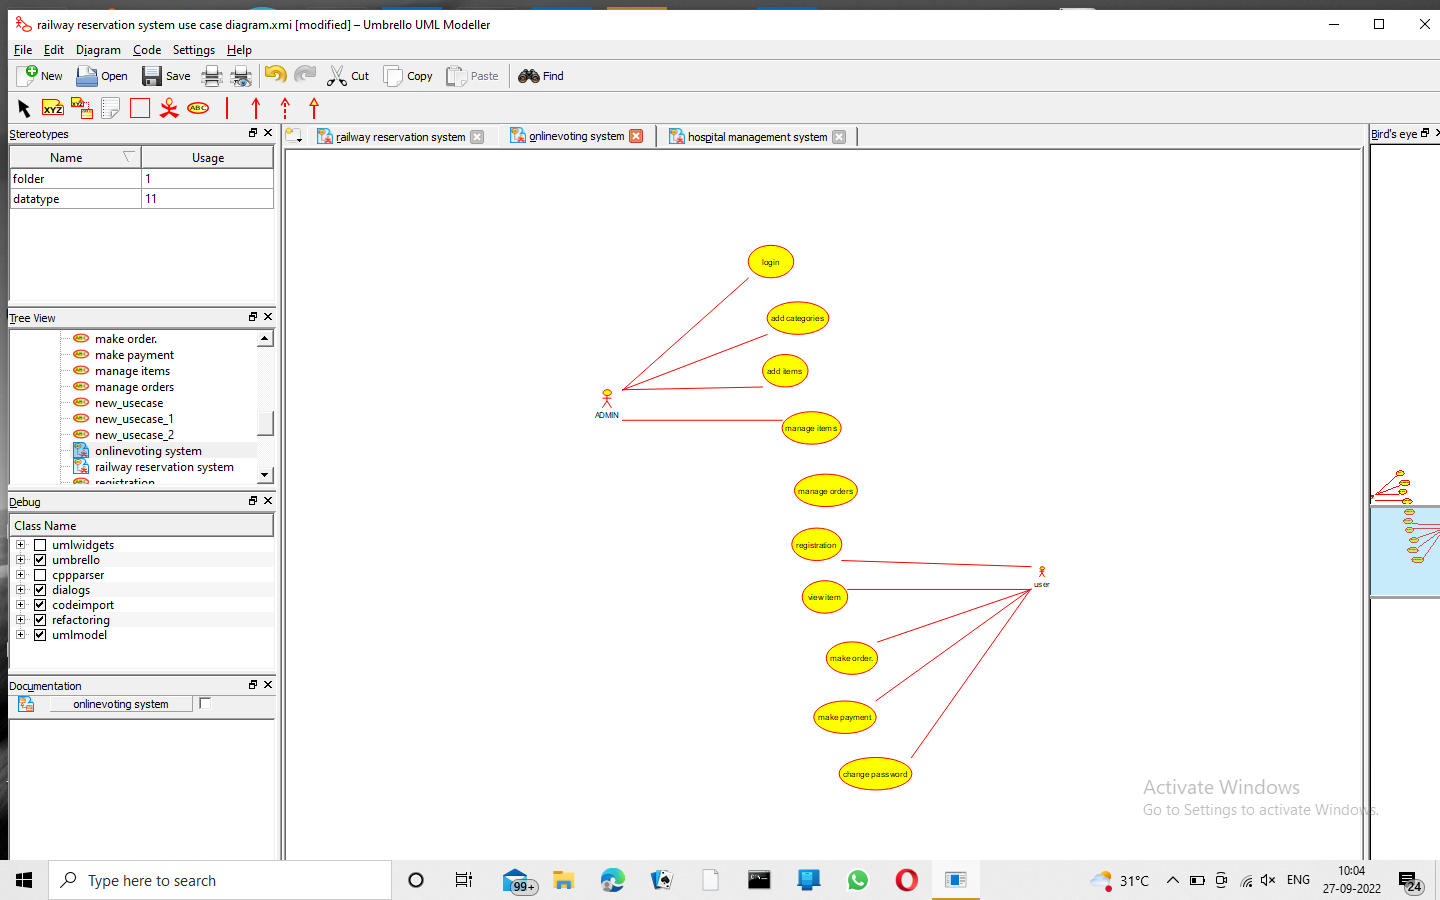 railway reservation system use case diagram.xmi [modified] – Umbrello UML Modeller
File Edit Diagram Code Settings Help
New Open Save Cut Copy Paste Find
XYZ XYZ ABC
Stereotypes
Name Usage
folder 1
datatype 11
Tree View
make order.
make payment
manage items
manage orders
new_usecase
new_usecase_1
new_usecase_2
onlinevoting system
railway reservation system
registration
Debug
Class Name
umlwidgets
umbrello
cppparser
dialogs
codeimport
refactoring
umlmodel
Documentation
onlinevoting system
railway reservation system onlinevoting system hospital management system
login
add categories
add items
ADMIN
manage items
manage orders
registration
user
view item
make order.
make payment
change password
Bird's eye
Activate Windows
Go to Settings to activate Windows.
Type here to search
99+
31°C
ENG
10:04
27-09-2022
24